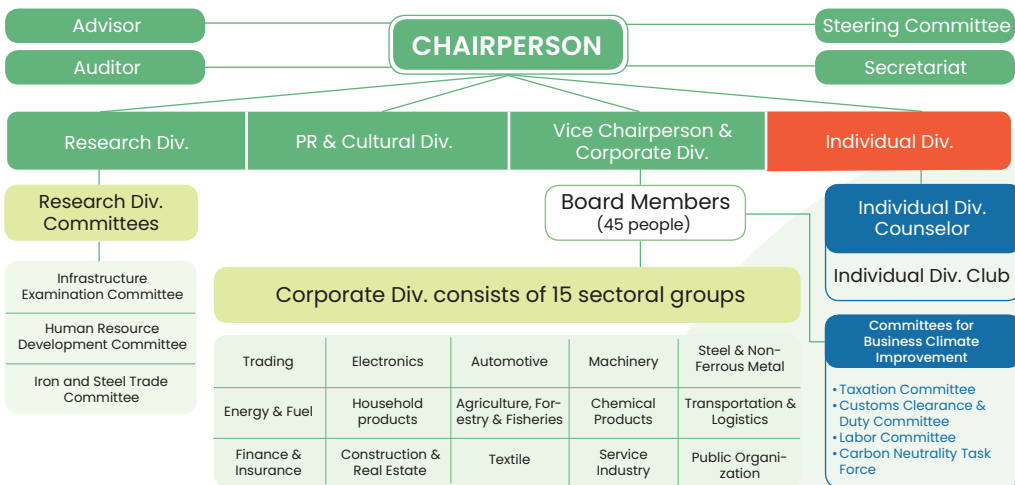 Advisor
CHAIRPERSON
Steering Committee
Auditor
Secretariat
Research Div.
PR & Cultural Div.
Vice Chairperson &
Corporate Div.
Individual Div.
Research Div.
Committees
Board Members
(45 people)
Individual Div.
Counselor
Individual Div. Club
Infrastructure
Examination Committee
Human Resource
Development Committee
Iron and Steel Trade
Committee
Corporate Div. consists of 15 sectoral groups
Trading
Electronics
Automotive
Machinery
Steel & Non-
Ferrous Metal
Energy & Fuel
Household
products
Agriculture, For-
estry & Fisheries
Chemical
Products
Transportation &
Logistics
Finance &
Insurance
Construction &
Real Estate
Textile
Service
Industry
Public Organi-
zation
Committees for
Business Climate
Improvement
• Taxation Committee
• Customs Clearance &
Duty Committee
• Labor Committee
• Carbon Neutrality Task
Force